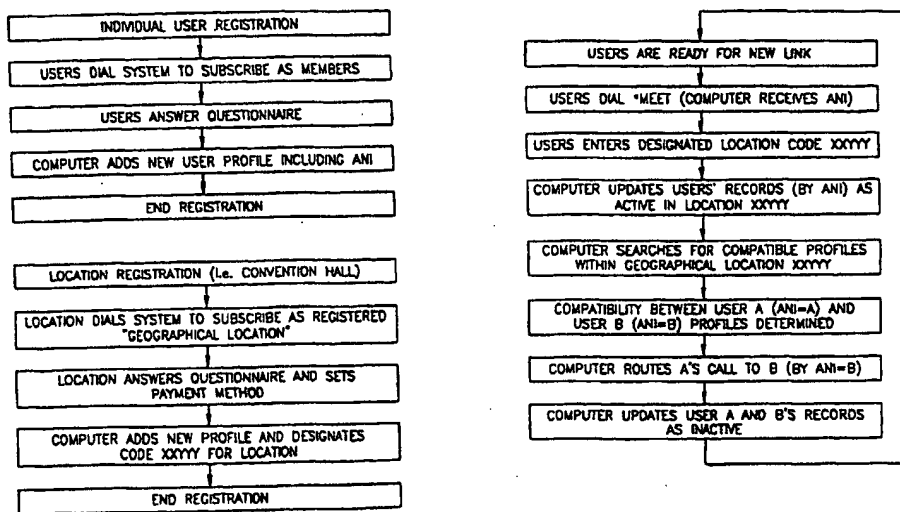 INDIVIDUAL USER REGISTRATION
USERS DIAL SYSTEM TO SUBSCRIBE AS MEMBERS
USERS ANSWER QUESTIONNAIRE
COMPUTER ADDS NEW USER PROFILE INCLUDING ANI
END REGISTRATION
LOCATION REGISTRATION (i.e. CONVENTION HALL)
LOCATION DIALS SYSTEM TO SUBSCRIBE AS REGISTERED
"GEOGRAPHICAL LOCATION"
LOCATION ANSWERS QUESTIONNAIRE AND SETS
PAYMENT METHOD
COMPUTER ADDS NEW PROFILE AND DESIGNATES
CODE XXYYY FOR LOCATION
END REGISTRATION
USERS ARE READY FOR NEW LINK
USERS DIAL *MEET (COMPUTER RECEIVES ANI)
USERS ENTERS DESIGNATED LOCATION CODE XXYYY
COMPUTER UPDATES USERS' RECORDS (BY ANI) AS
ACTIVE IN LOCATION XXYYY
COMPUTER SEARCHES FOR COMPATIBLE PROFILES
WITHIN GEOGRAPHICAL LOCATION XXYYY
COMPATIBILITY BETWEEN USER A (ANI=A) AND
USER B (ANI=B) PROFILES DETERMINED
COMPUTER ROUTES A'S CALL TO B (BY ANI=B)
COMPUTER UPDATES USER A AND B'S RECORDS
AS INACTIVE